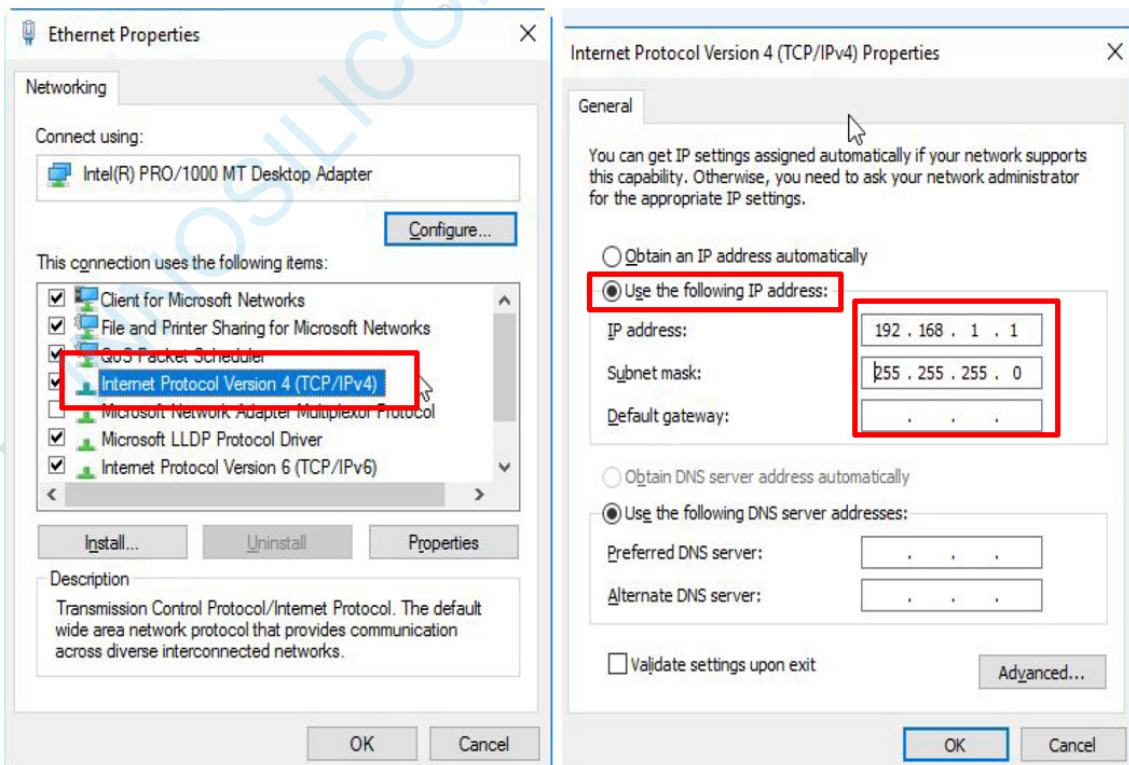 Ethernet Properties
Networking
Connect using:
Intel(R) PRO/1000 MT Desktop Adapter
Configure...
This connection uses the following items:
Client for Microsoft Networks
File and Printer Sharing for Microsoft Networks
QoS Packet Scheduler
Internet Protocol Version 4 (TCP/IPv4)
Microsoft Network Adapter Multiplexor Protocol
Microsoft LLDP Protocol Driver
Internet Protocol Version 6 (TCP/IPv6)
Install...
Uninstall
Properties
Description
Transmission Control Protocol/Internet Protocol. The default
wide area network protocol that provides communication
across diverse interconnected networks.
OK
Cancel
Internet Protocol Version 4 (TCP/IPv4) Properties
General
You can get IP settings assigned automatically if your network supports
this capability. Otherwise, you need to ask your network administrator
for the appropriate IP settings.
Obtain an IP address automatically
Use the following IP address:
IP address:
192 . 168 . 1 . 1
Subnet mask:
255 . 255 . 255 . 0
Default gateway:
. . .
Obtain DNS server address automatically
Use the following DNS server addresses:
Preferred DNS server:
. . .
Alternate DNS server:
. . .
Validate settings upon exit
Advanced...
OK
Cancel